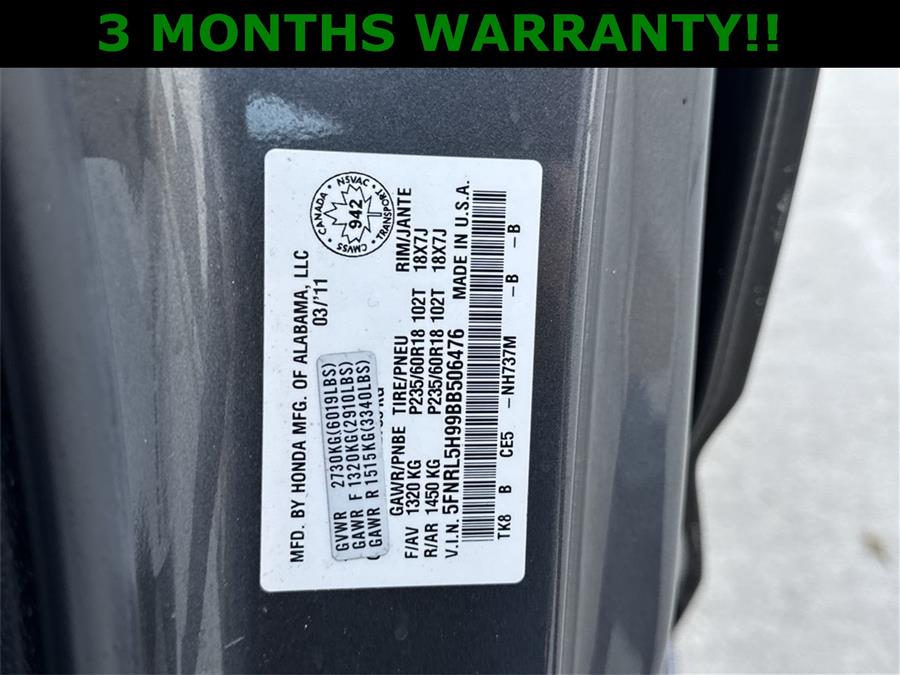 3 MONTHS WARRANTY!!
MFD. BY HONDA MFG. OF ALABAMA, LLC
03/'11
CANADA • NSVAC • TRANSPORT • CMVSS
942
GVWR 2730KG(6019LBS)
GAWR F 1320KG(2910LBS)
GAWR R 1515KG(3340LBS)
GAWR/PNBE TIRE/PNEU RIM/JANTE
F/AV 1320 KG P235/60R18 102T 18X7J
R/AR 1450 KG P235/60R18 102T 18X7J
V.I.N. 5FNRL5H99BB506476 MADE IN U.S.A.
TK8 B CE5 – NH737M – B – B